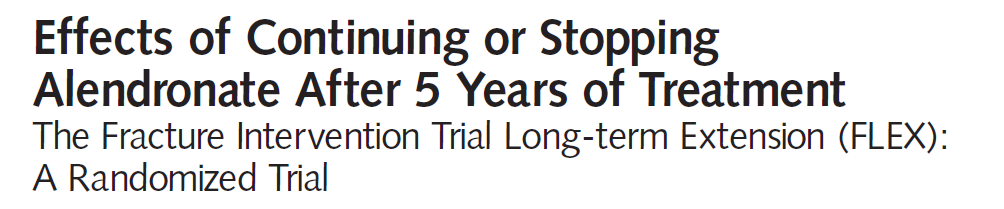 Effects of Continuing or Stopping
Alendronate After 5 Years of Treatment
The Fracture Intervention Trial Long-term Extension (FLEX):
A Randomized Trial